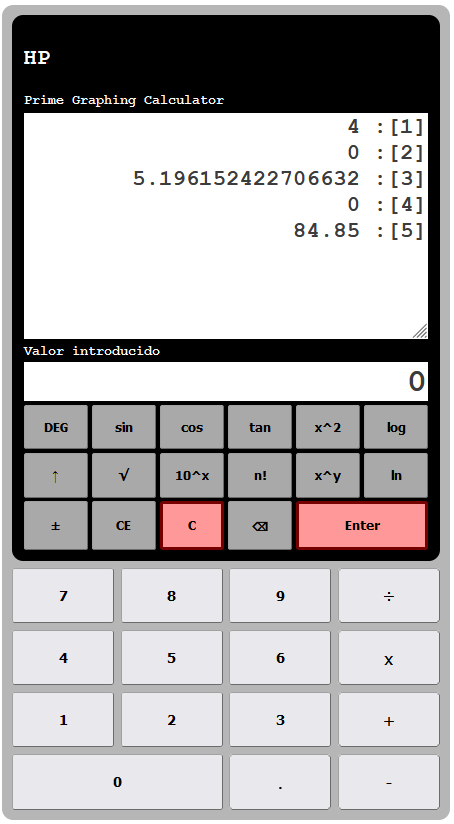 HP
Prime Graphing Calculator
4 :[1]
0 :[2]
5.196152422706632 :[3]
0 :[4]
84.85 :[5]
Valor introducido
0
DEG sin cos tan x^2 log
↑ √ 10^x n! x^y ln
± CE C ⌫ Enter
7 8 9 ÷
4 5 6 x
1 2 3 +
0 . -